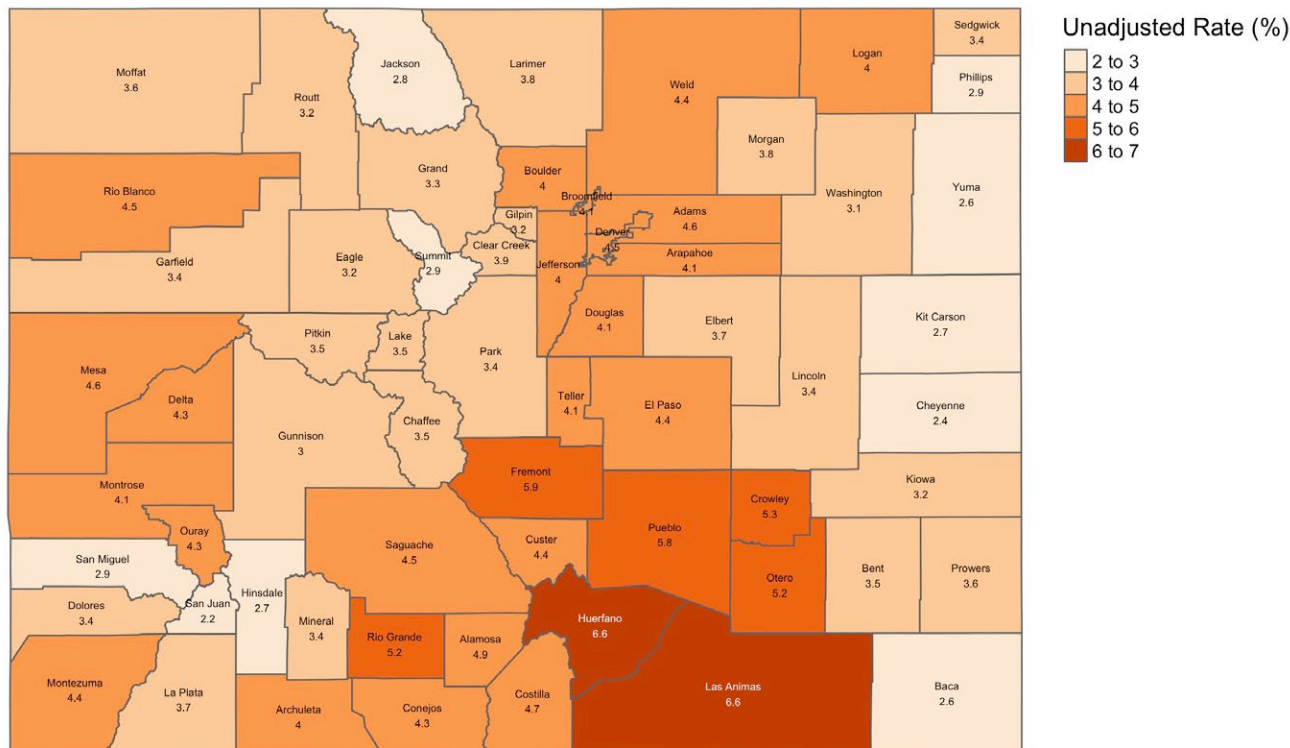 Unadjusted Rate (%)
2 to 3
3 to 4
4 to 5
5 to 6
6 to 7
Moffat
3.6
Routt
3.2
Jackson
2.8
Larimer
3.8
Weld
4.4
Logan
4
Sedgwick
3.4
Phillips
2.9
Morgan
3.8
Washington
3.1
Yuma
2.6
Rio Blanco
4.5
Grand
3.3
Boulder
4
Broomfield
4.1
Gilpin
3.2
Adams
4.6
Denver
4.5
Clear Creek
3.9
Arapahoe
4.1
Garfield
3.4
Eagle
3.2
Summit
2.9
Jefferson
4
Douglas
4.1
Elbert
3.7
Kit Carson
2.7
Pitkin
3.5
Lake
3.5
Park
3.4
Lincoln
3.4
Mesa
4.6
Delta
4.3
Teller
4.1
El Paso
4.4
Cheyenne
2.4
Chaffee
3.5
Gunnison
3
Fremont
5.9
Kiowa
3.2
Montrose
4.1
Crowley
5.3
Ouray
4.3
Pueblo
5.8
Saguache
4.5
Custer
4.4
San Miguel
2.9
Bent
3.5
Prowers
3.6
Otero
5.2
Hinsdale
2.7
San Juan
2.2
Dolores
3.4
Mineral
3.4
Huerfano
6.6
Rio Grande
5.2
Alamosa
4.9
Montezuma
4.4
La Plata
3.7
Archuleta
4
Conejos
4.3
Costilla
4.7
Las Animas
6.6
Baca
2.6